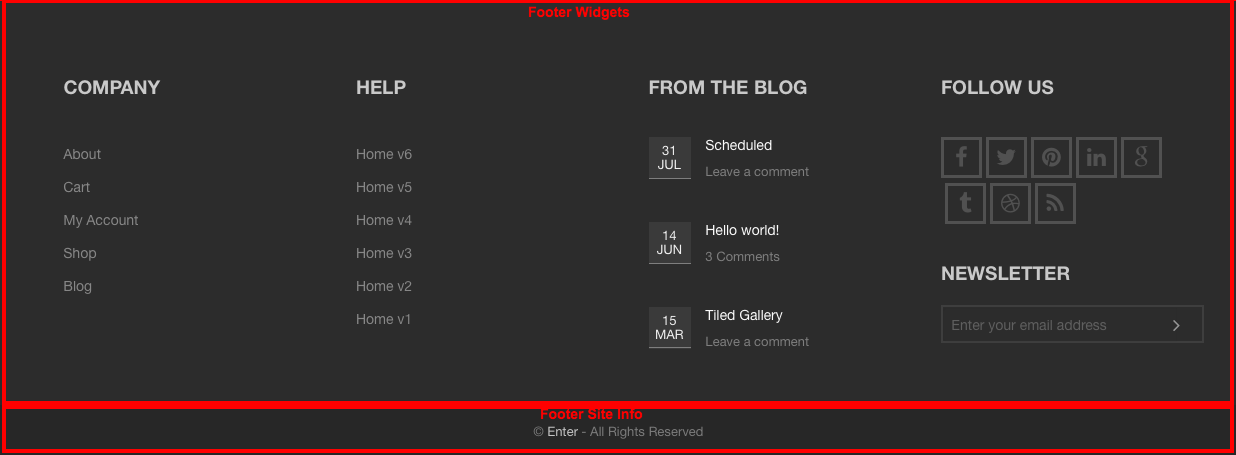 Footer Widgets
COMPANY
About
Cart
My Account
Shop
Blog
HELP
Home v6
Home v5
Home v4
Home v3
Home v2
Home v1
FROM THE BLOG
31
JUL
Scheduled
Leave a comment
14
JUN
Hello world!
3 Comments
15
MAR
Tiled Gallery
Leave a comment
FOLLOW US
NEWSLETTER
Enter your email address
Footer Site Info
© Enter - All Rights Reserved